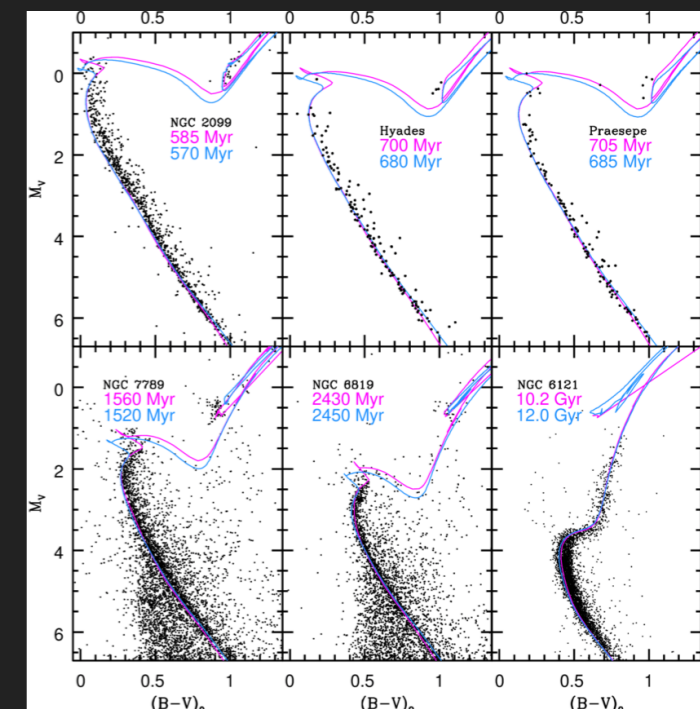 0 0.5 1 0 0.5 1 0 0.5 1
0
2
4
6
M_V
NGC 2099
585 Myr
570 Myr
Hyades
700 Myr
680 Myr
Praesepe
705 Myr
685 Myr
0
2
4
6
M_V
NGC 7789
1560 Myr
1520 Myr
NGC 6819
2430 Myr
2450 Myr
NGC 6121
10.2 Gyr
12.0 Gyr
0 0.5 1 0 0.5 1 0 0.5 1
(B−V)₀ (B−V)₀ (B−V)₀